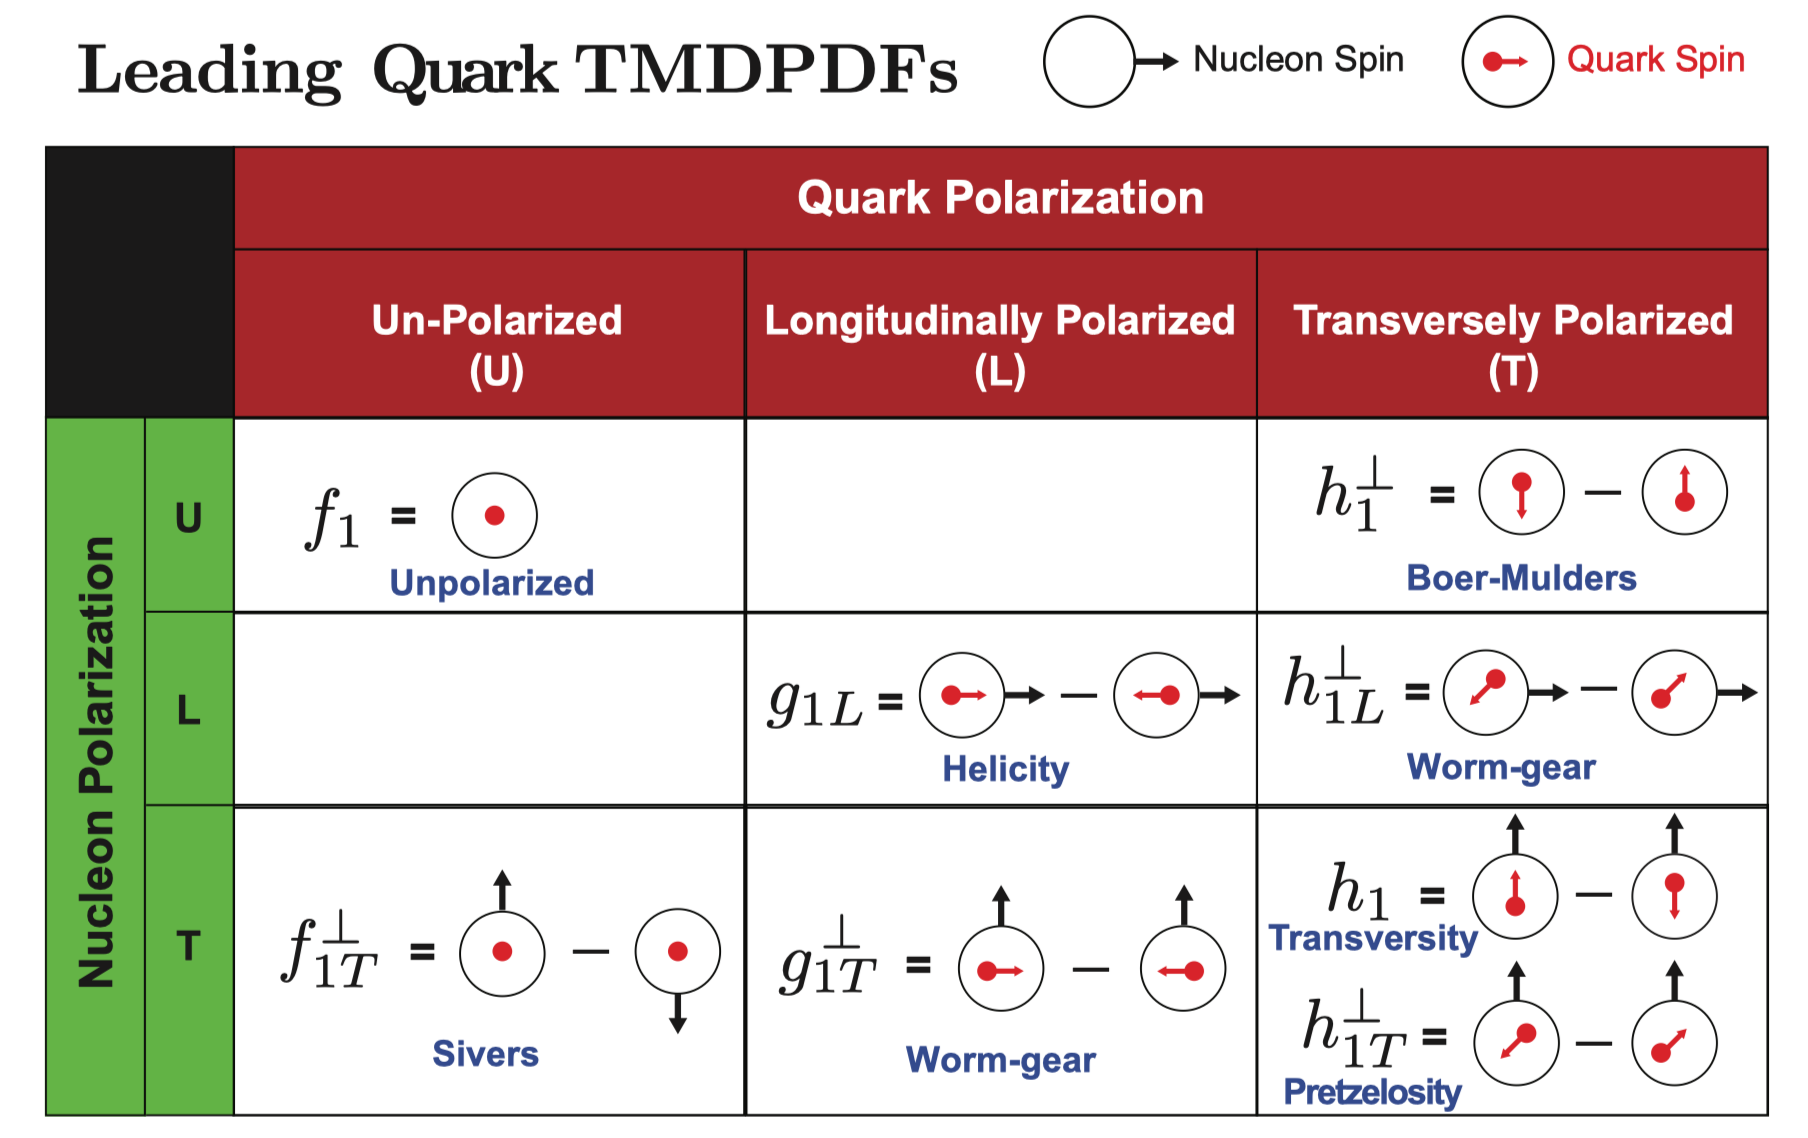 Leading Quark TMDPDFs
Nucleon Spin
Quark Spin
Quark Polarization
Un-Polarized
(U)
Longitudinally Polarized
(L)
Transversely Polarized
(T)
Nucleon Polarization
U
f₁ =
Unpolarized
h₁^⊥ = −
Boer-Mulders
L
g₁L = −
Helicity
h₁L^⊥ = −
Worm-gear
T
f₁T^⊥ = −
Sivers
g₁T^⊥ = −
Worm-gear
h₁ = −
Transversity
h₁T^⊥ = −
Pretzelosity